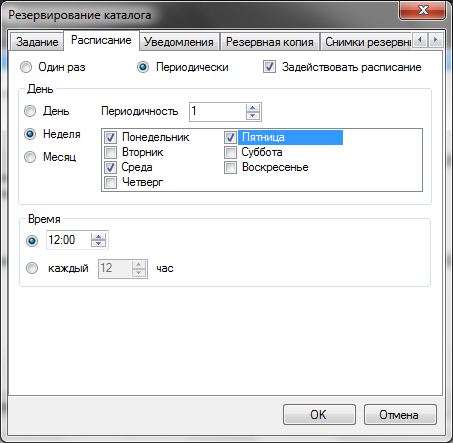 Резервирование каталога
Задание Расписание Уведомления Резервная копия Снимки резервн
Один раз Периодически Задействовать расписание
День
День Периодичность 1
Неделя
Месяц
Понедельник Пятница
Вторник Суббота
Среда Воскресенье
Четверг
Время
12:00
каждый 12 час
OK Отмена